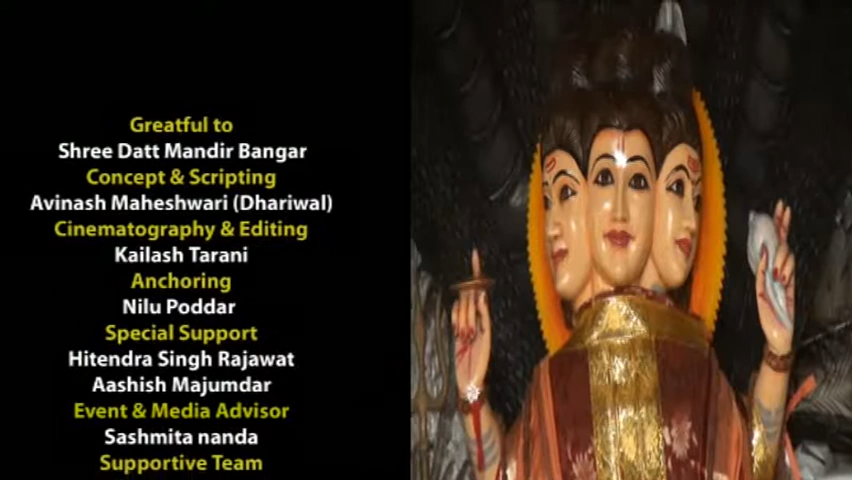 Greatful to
Shree Datt Mandir Bangar
Concept & Scripting
Avinash Maheshwari (Dhariwal)
Cinematography & Editing
Kailash Tarani
Anchoring
Nilu Poddar
Special Support
Hitendra Singh Rajawat
Aashish Majumdar
Event & Media Advisor
Sashmita nanda
Supportive Team